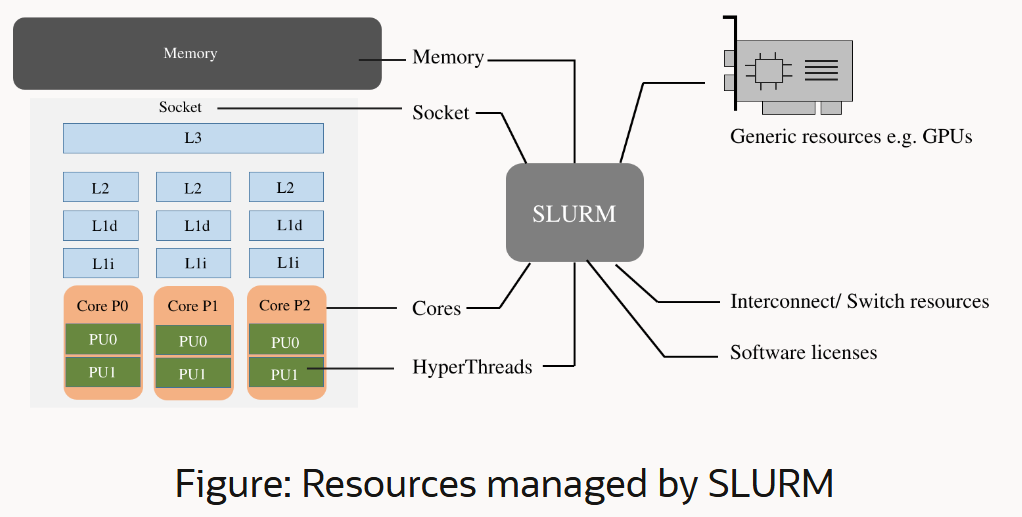 Memory
Memory
Socket
Socket
L3
L2 L2 L2
L1d L1d L1d
L1i L1i L1i
Core P0 Core P1 Core P2
PU0 PU0 PU0
PU1 PU1 PU1
Cores
HyperThreads
SLURM
Generic resources e.g. GPUs
Interconnect/ Switch resources
Software licenses
Figure: Resources managed by SLURM